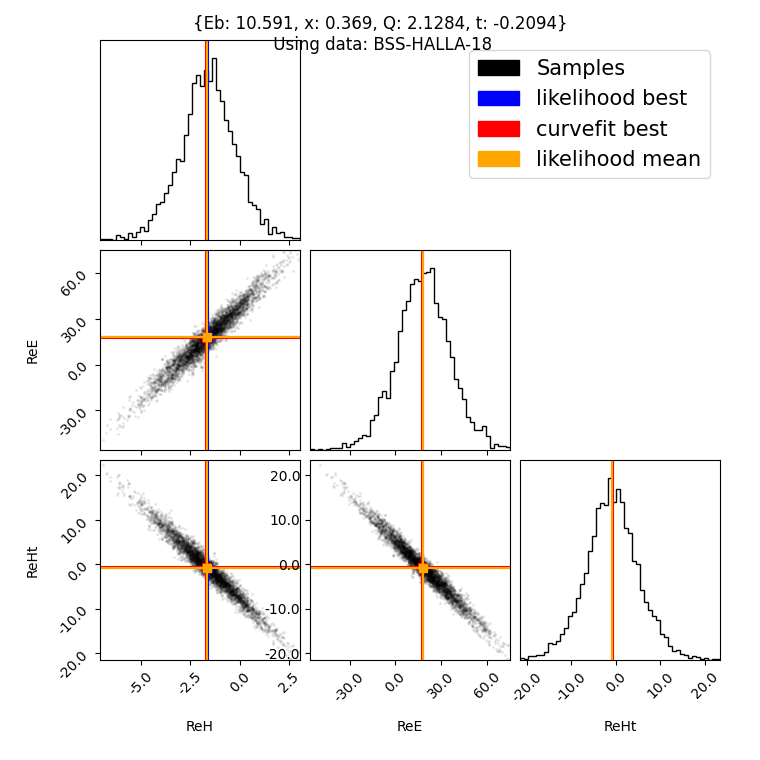 {Eb: 10.591, x: 0.369, Q: 2.1284, t: -0.2094}
Using data: BSS-HALLA-18
Samples
likelihood best
curvefit best
likelihood mean
60.0
30.0
0.0
-30.0
ReE
20.0
10.0
0.0
-10.0
-20.0
ReHt
20.0
10.0
0.0
-10.0
-20.0
-5.0 -2.5 0.0 2.5
-30.0 0.0 30.0 60.0
-20.0 -10.0 0.0 10.0 20.0
ReH ReE ReHt